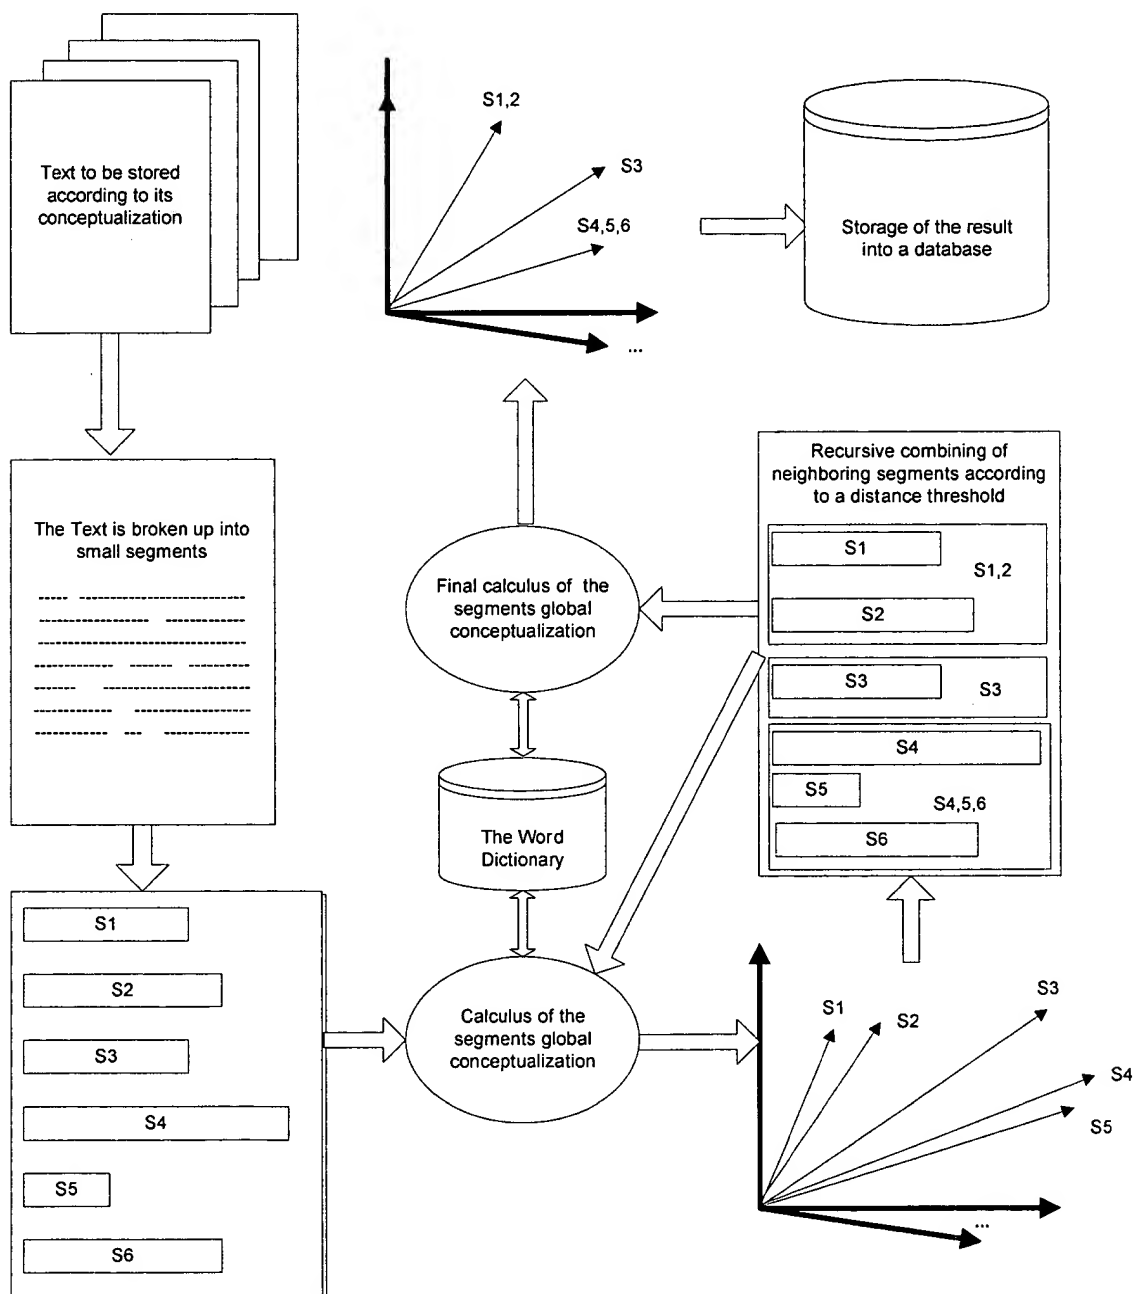 Text to be stored
according to its
conceptualization
S1,2
S3
S4,5,6
...
Storage of the result
into a database
The Text is broken up into
small segments
Final calculus of the
segments global
conceptualization
Recursive combining of
neighboring segments according
to a distance threshold
S1
S1,2
S2
S3
S3
S4
S5
S4,5,6
S6
The Word
Dictionary
S1
S2
S3
S4
S5
S6
Calculus of the
segments global
conceptualization
S1
S2
S3
S4
S5
...